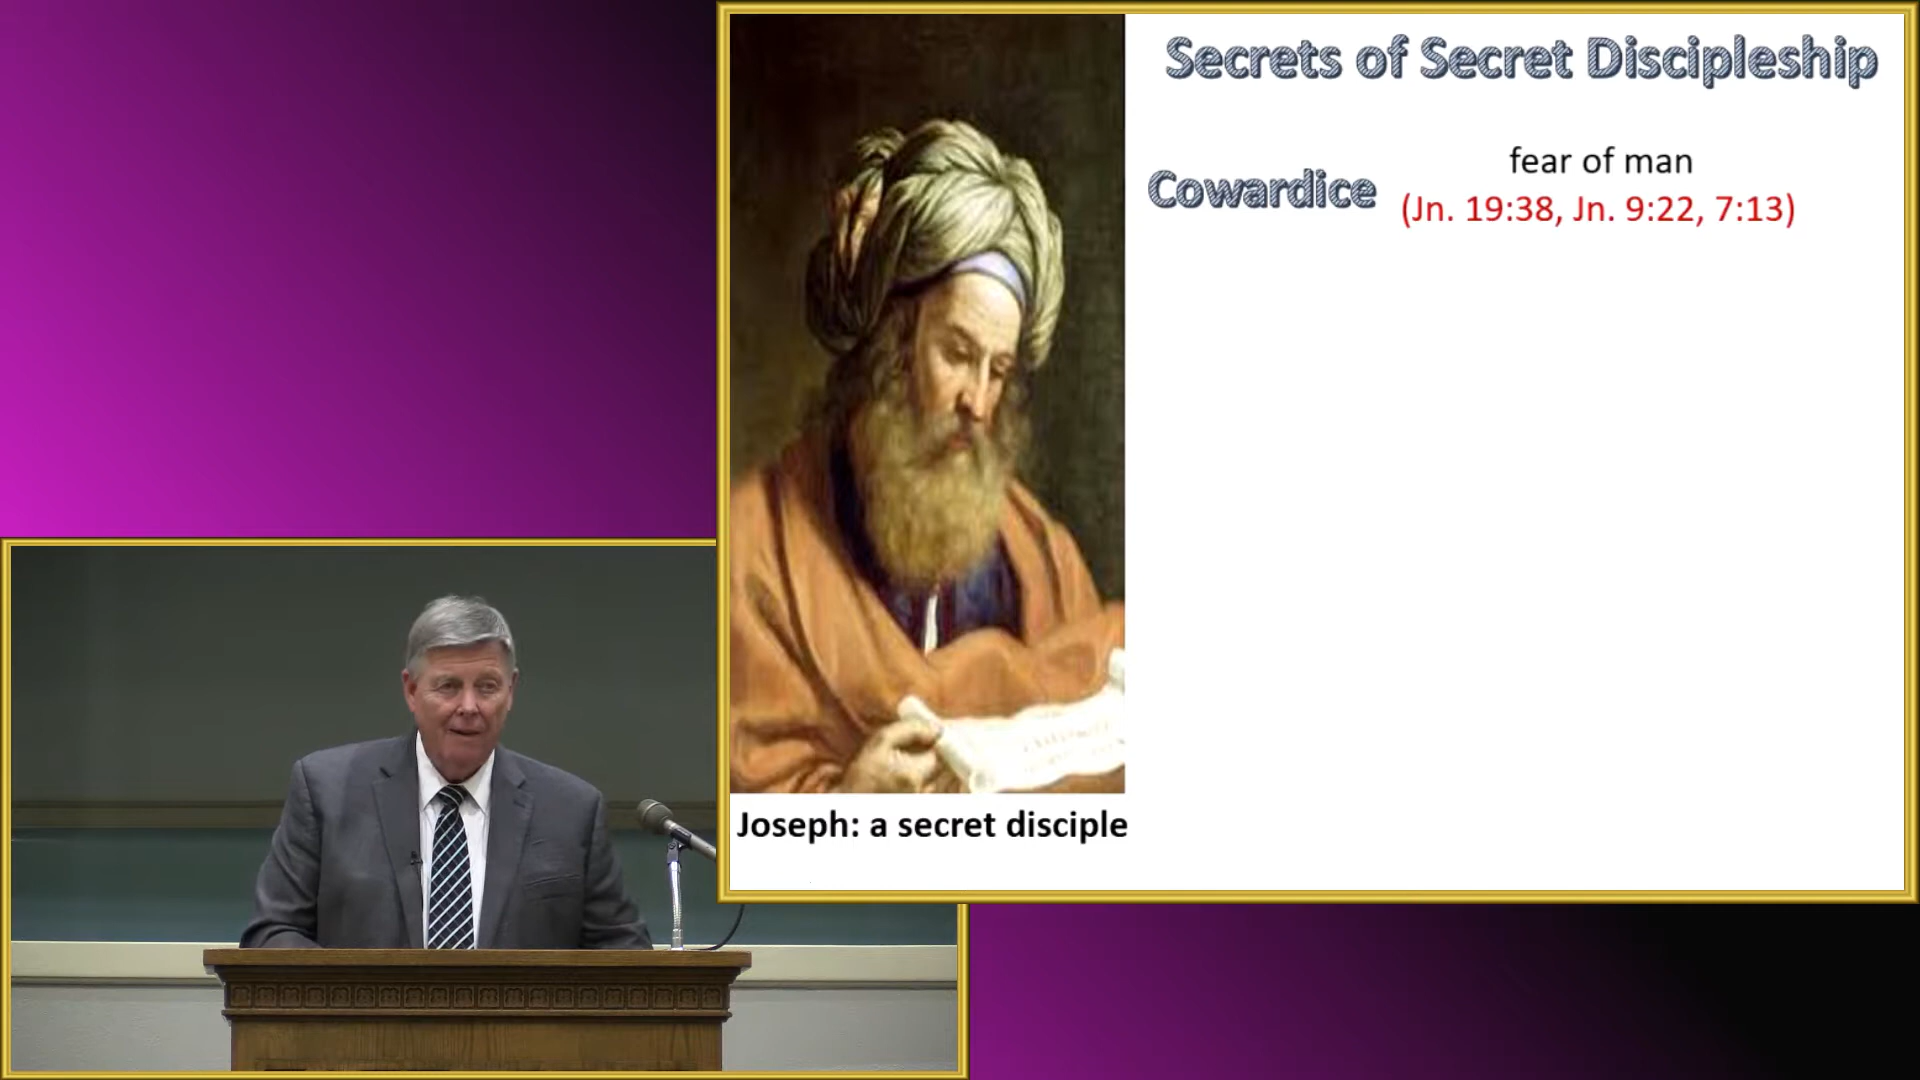 Secrets of Secret Discipleship
Cowardice
fear of man
(Jn. 19:38, Jn. 9:22, 7:13)
Joseph: a secret disciple